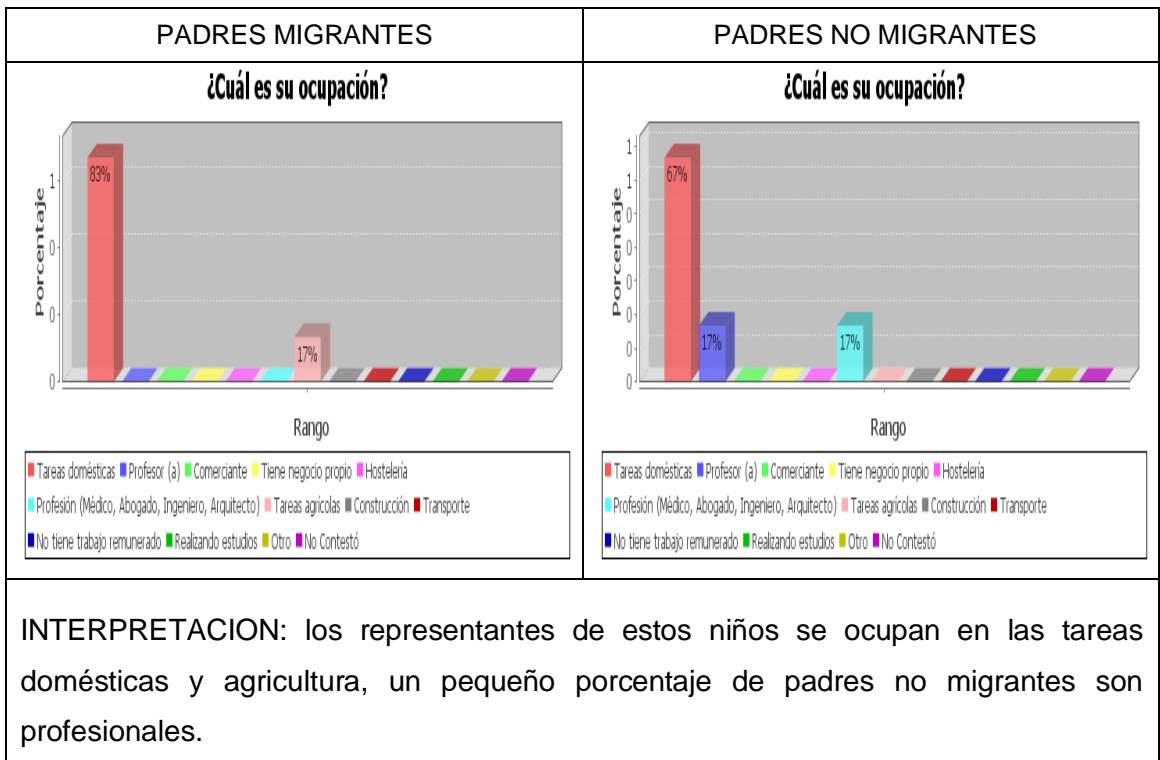 PADRES MIGRANTES
PADRES NO MIGRANTES
¿Cuál es su ocupación?
Porcentaje
1
0
0
0
83%
17%
Rango
Tareas domésticas Profesor (a) Comerciante Tiene negocio propio Hostelería
Profesión (Médico, Abogado, Ingeniero, Arquitecto) Tareas agrícolas Construcción Transporte
No tiene trabajo remunerado Realizando estudios Otro No Contestó
¿Cuál es su ocupación?
Porcentaje
1
1
0
0
0
0
0
67%
17%
17%
Rango
Tareas domésticas Profesor (a) Comerciante Tiene negocio propio Hostelería
Profesión (Médico, Abogado, Ingeniero, Arquitecto) Tareas agrícolas Construcción Transporte
No tiene trabajo remunerado Realizando estudios Otro No Contestó
INTERPRETACION: los representantes de estos niños se ocupan en las tareas
domésticas y agricultura, un pequeño porcentaje de padres no migrantes son
profesionales.